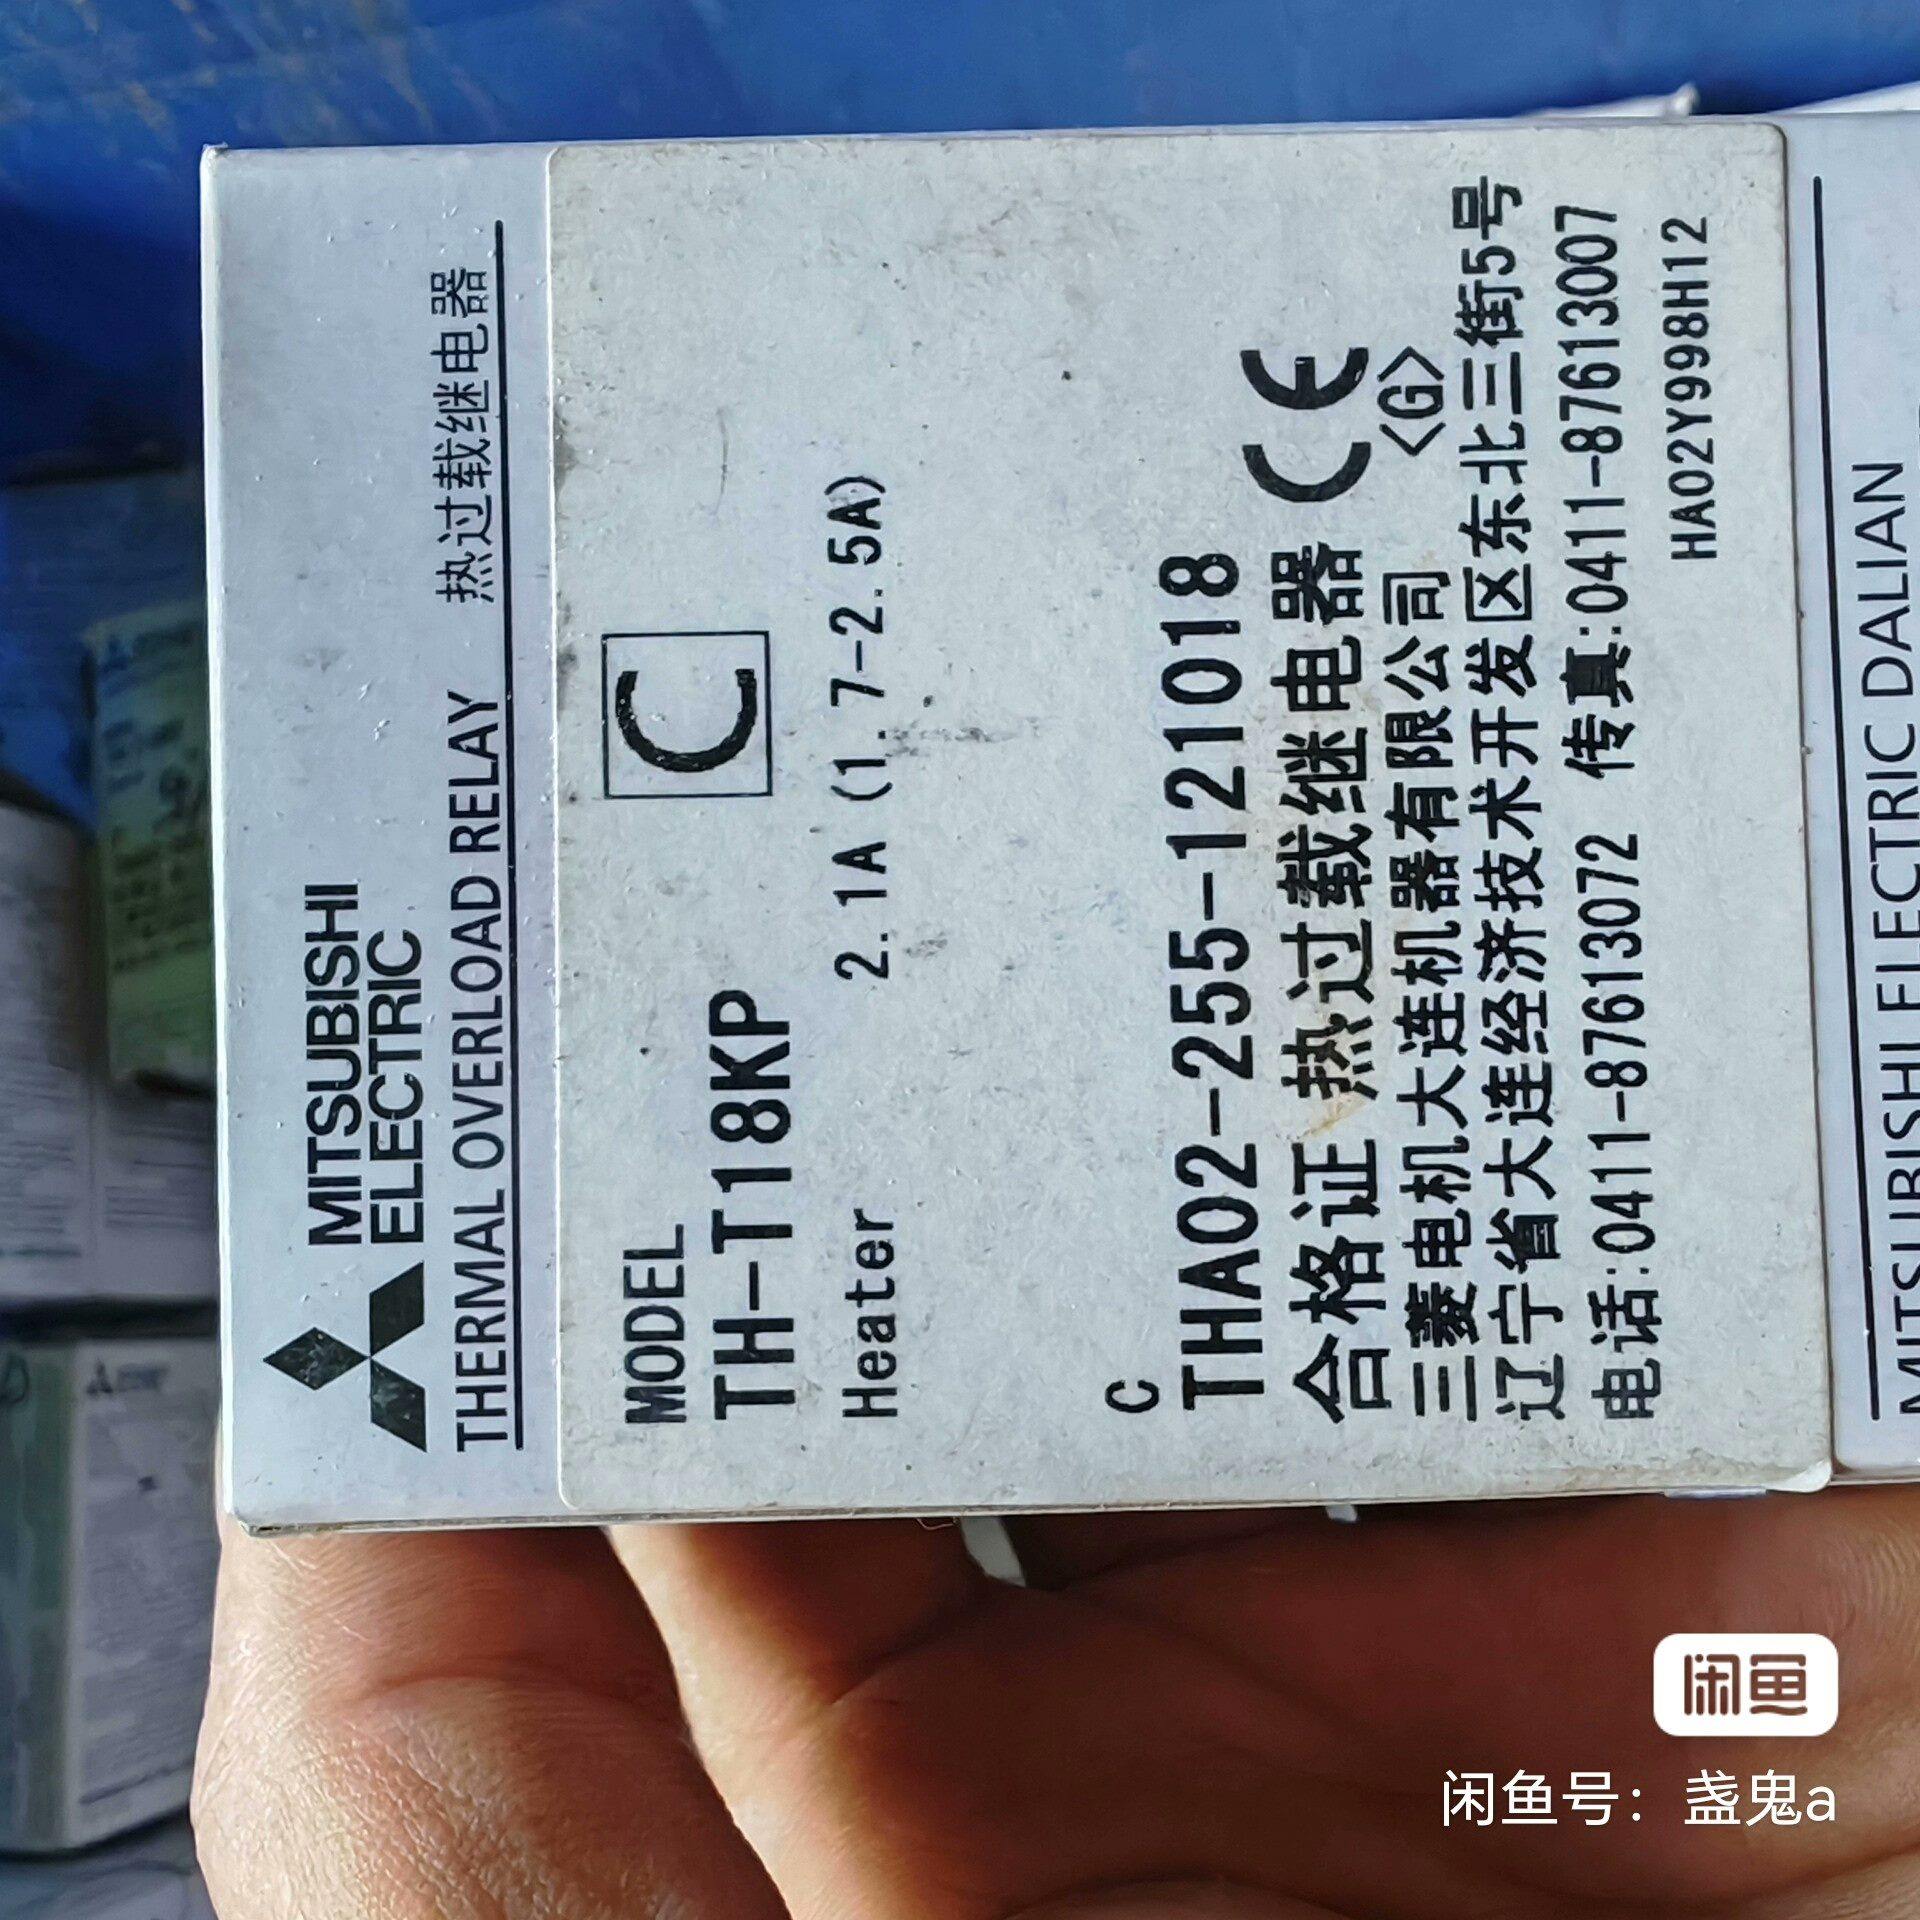 MITSUBISHI
ELECTRIC
THERMAL OVERLOAD RELAY 热过载继电器
MODEL
TH-T18KP
C
Heater 2.1A (1.7-2.5A)
C
THA02-255-121018
合格证 热过载继电器 CE
三菱电机大连机器有限公司 <G>
辽宁省大连经济技术开发区东北三街5号
电话:0411-87613072 传真:0411-87613007
HA02Y998H12
MITSUBISHI ELECTRIC DALIAN
闲鱼
闲鱼号：盏鬼a